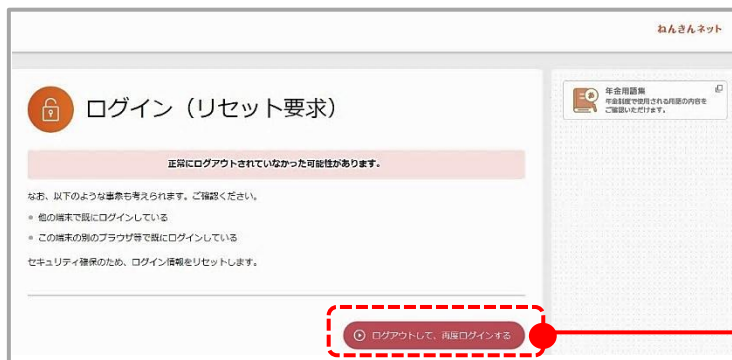 ねんきんネット
ログイン（リセット要求）
年金用語集
年金制度で使用される用語の内容を
ご確認いただけます。
正常にログアウトされていなかった可能性があります。
なお、以下のような事象も考えられます。ご確認ください。
他の端末で既にログインしている
この端末の別のブラウザ等で既にログインしている
セキュリティ確保のため、ログイン情報をリセットします。
ログアウトして、再度ログインする